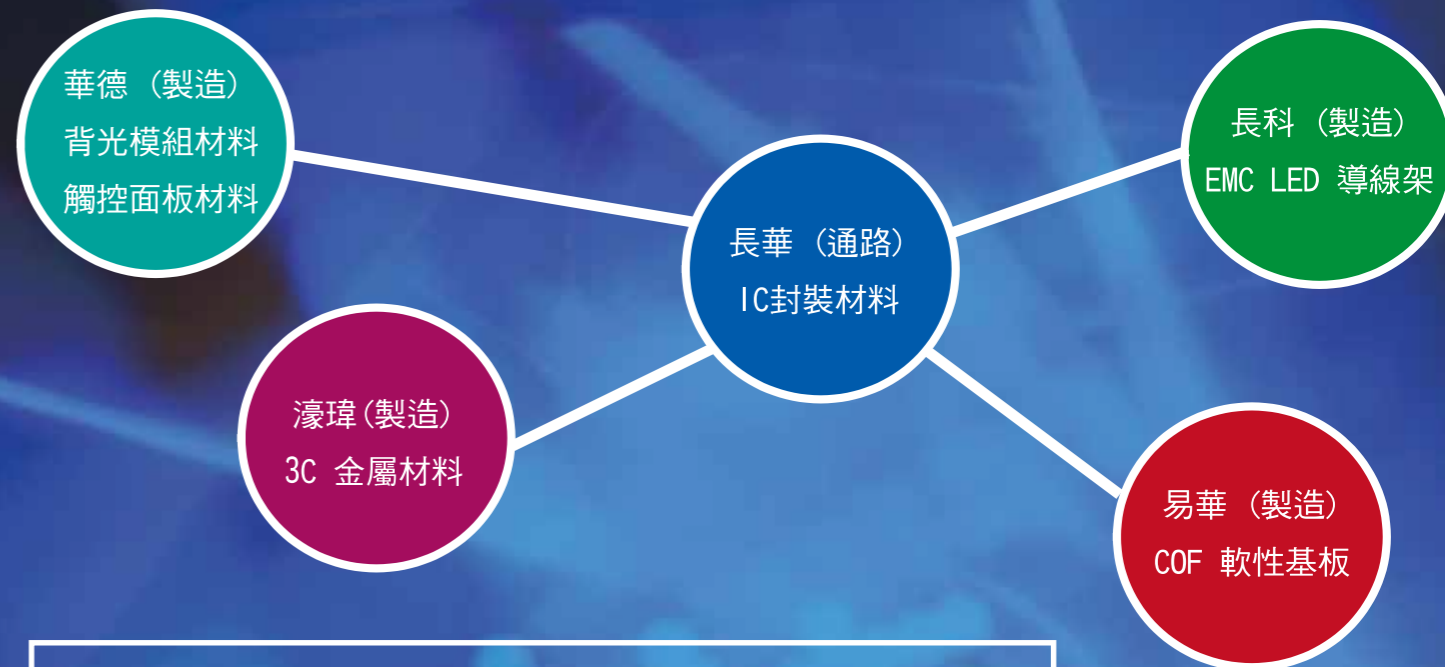 華德 (製造)
背光模組材料
觸控面板材料
長科 (製造)
EMC LED 導線架
長華 (通路)
IC封裝材料
濠瑋(製造)
3C 金屬材料
易華 (製造)
COF 軟性基板